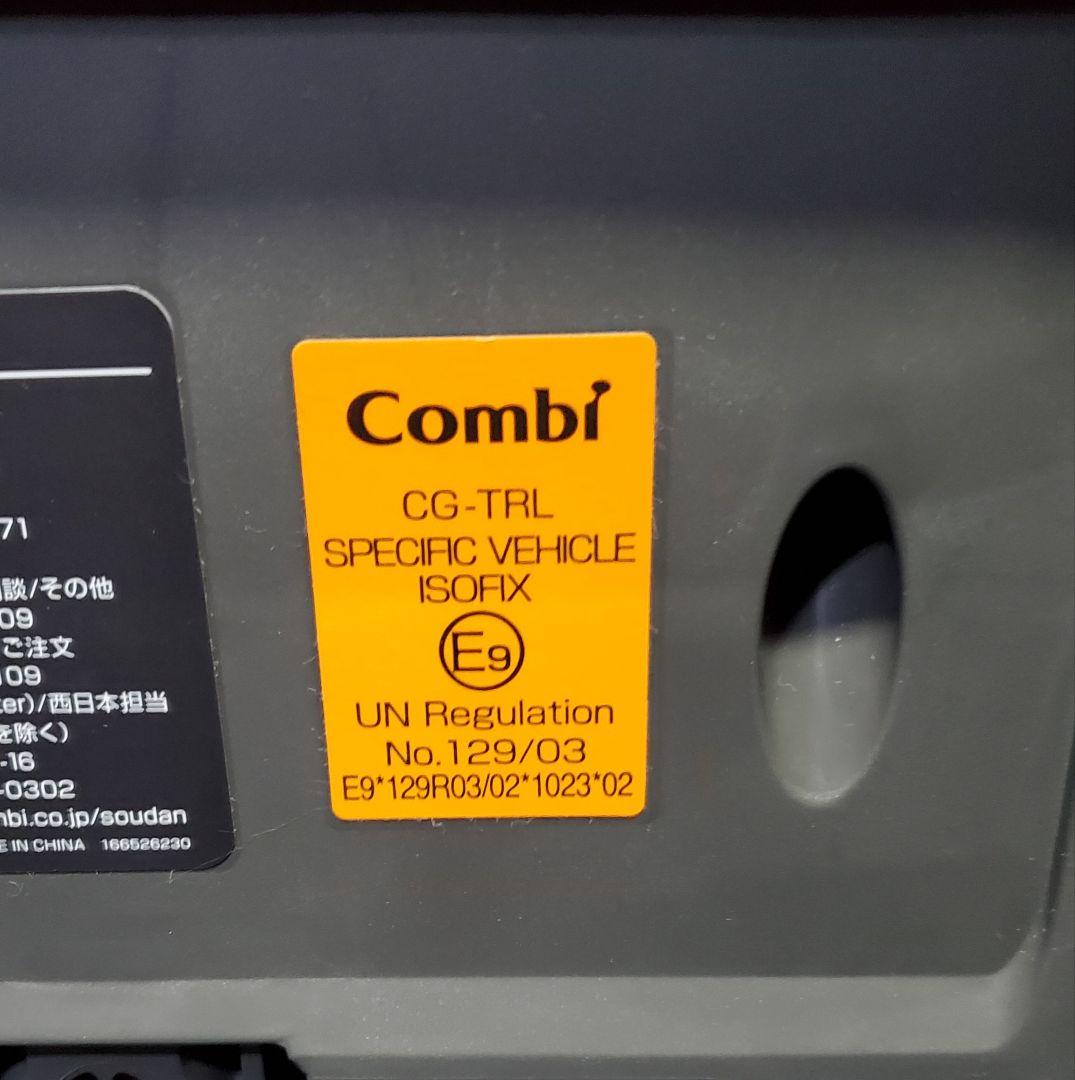 71
談/その他
09
ご注文
09
ter)/西日本担当
を除く)
-16
-0302
mbi.co.jp/soudan
E IN CHINA 166526230
Combi
CG-TRL
SPECIFIC VEHICLE
ISOFIX
E9
UN Regulation
No.129/03
E9*129R03/02*1023*02